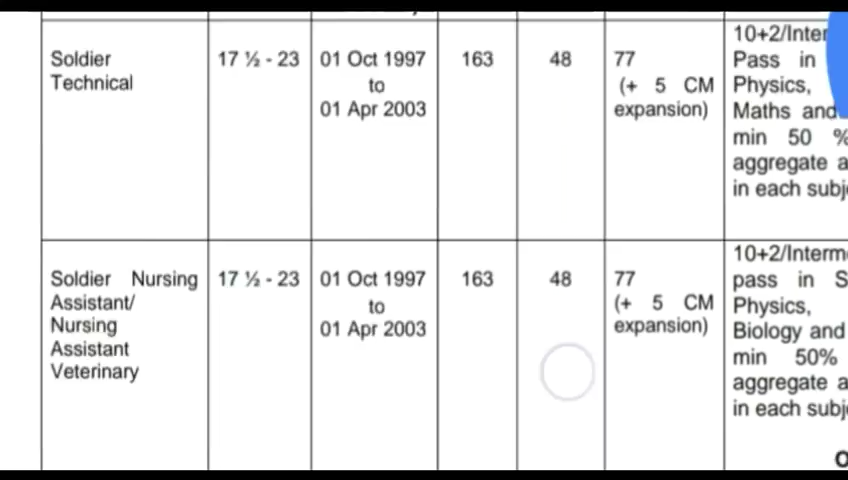 Soldier Technical
17 ½ - 23
01 Oct 1997
to
01 Apr 2003
163
48
77
(+ 5 CM
expansion)
10+2/Inter
Pass in
Physics,
Maths and
min 50 %
aggregate a
in each subj
Soldier Nursing
Assistant/
Nursing
Assistant
Veterinary
17 ½ - 23
01 Oct 1997
to
01 Apr 2003
163
48
77
(+ 5 CM
expansion)
10+2/Interm
pass in S
Physics,
Biology and
min 50%
aggregate a
in each subj
O